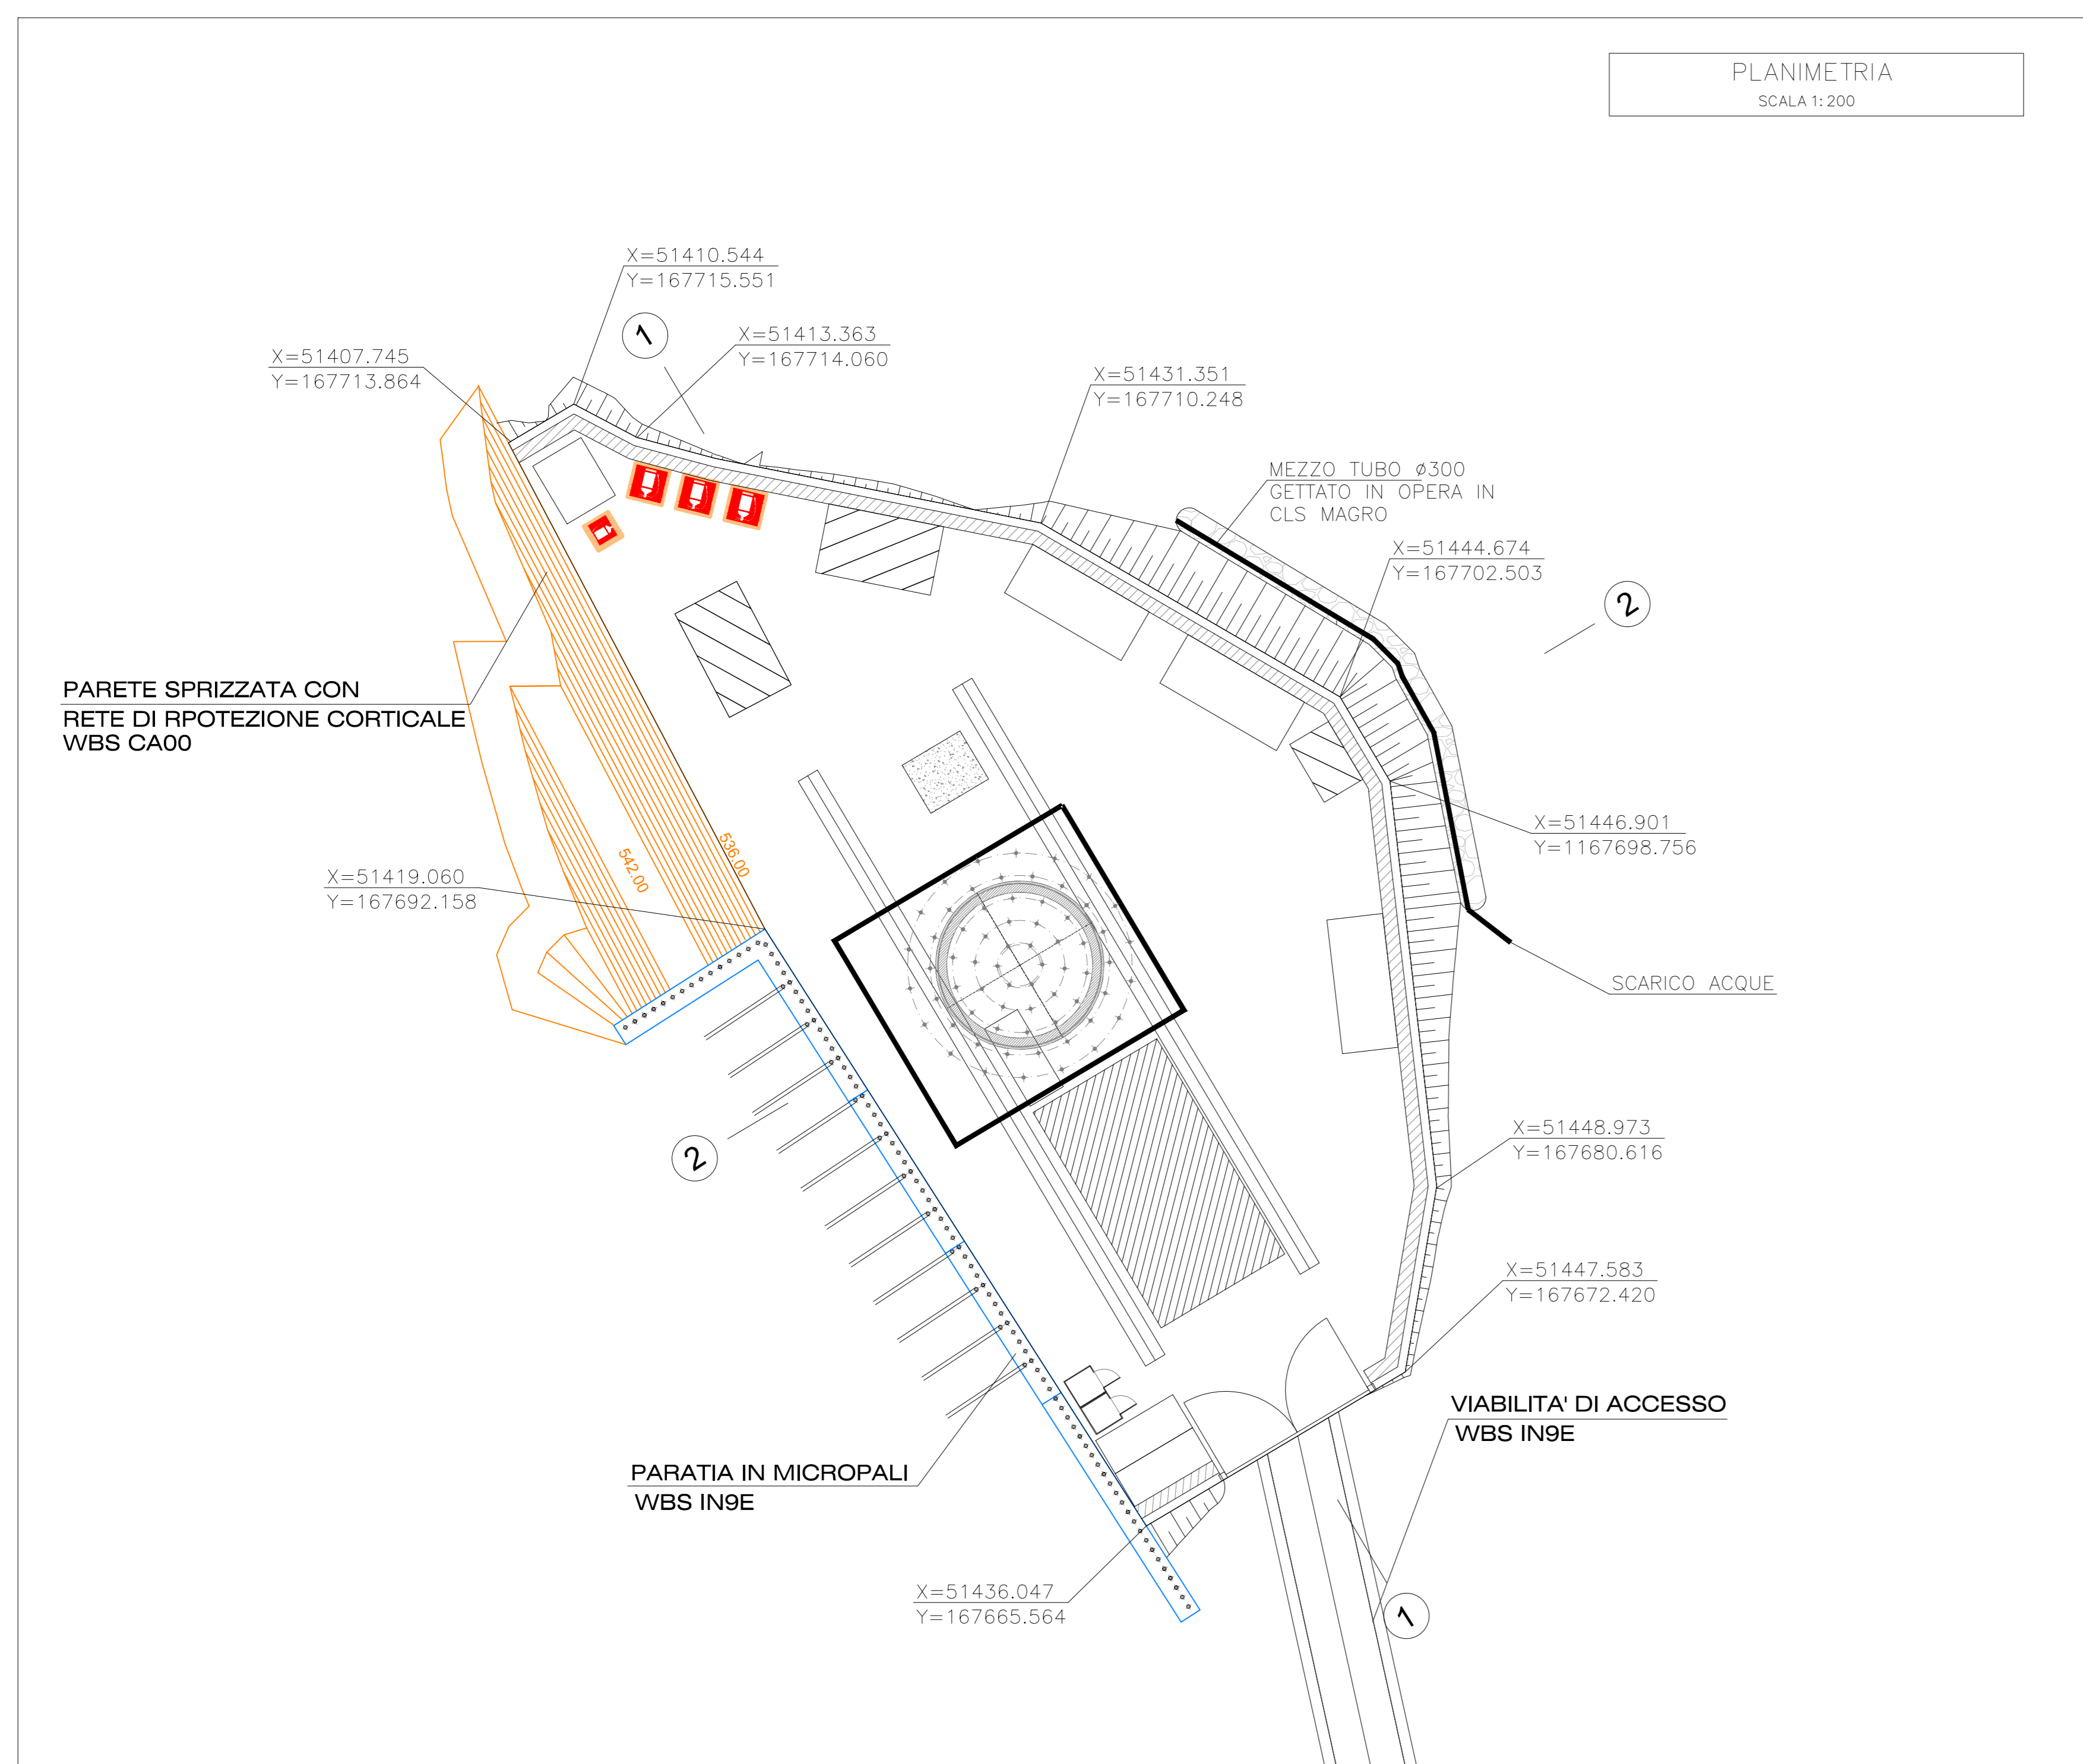 PLANIMETRIA
SCALA 1:200
X=51410.544
Y=167715.551
1
X=51413.363
Y=167714.060
X=51407.745
Y=167713.864
X=51431.351
Y=167710.248
MEZZO TUBO ø300
GETTATO IN OPERA IN
CLS MAGRO
X=51444.674
Y=167702.503
2
PARETE SPRIZZATA CON
RETE DI RPOTEZIONE CORTICALE
WBS CA00
X=51446.901
Y=1167698.756
536.00
542.00
X=51419.060
Y=167692.158
SCARICO ACQUE
X=51448.973
Y=167680.616
2
X=51447.583
Y=167672.420
VIABILITA' DI ACCESSO
WBS IN9E
PARATIA IN MICROPALI
WBS IN9E
X=51436.047
Y=167665.564
1